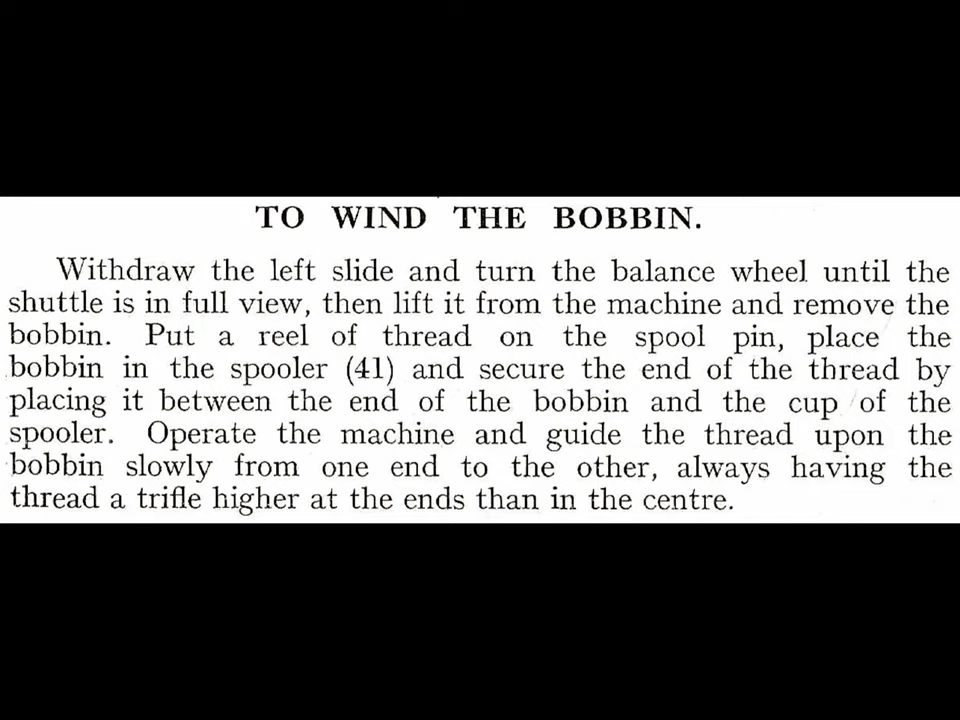 TO WIND THE BOBBIN.
Withdraw the left slide and turn the balance wheel until the
shuttle is in full view, then lift it from the machine and remove the
bobbin. Put a reel of thread on the spool pin, place the
bobbin in the spooler (41) and secure the end of the thread by
placing it between the end of the bobbin and the cup of the
spooler. Operate the machine and guide the thread upon the
bobbin slowly from one end to the other, always having the
thread a trifle higher at the ends than in the centre.